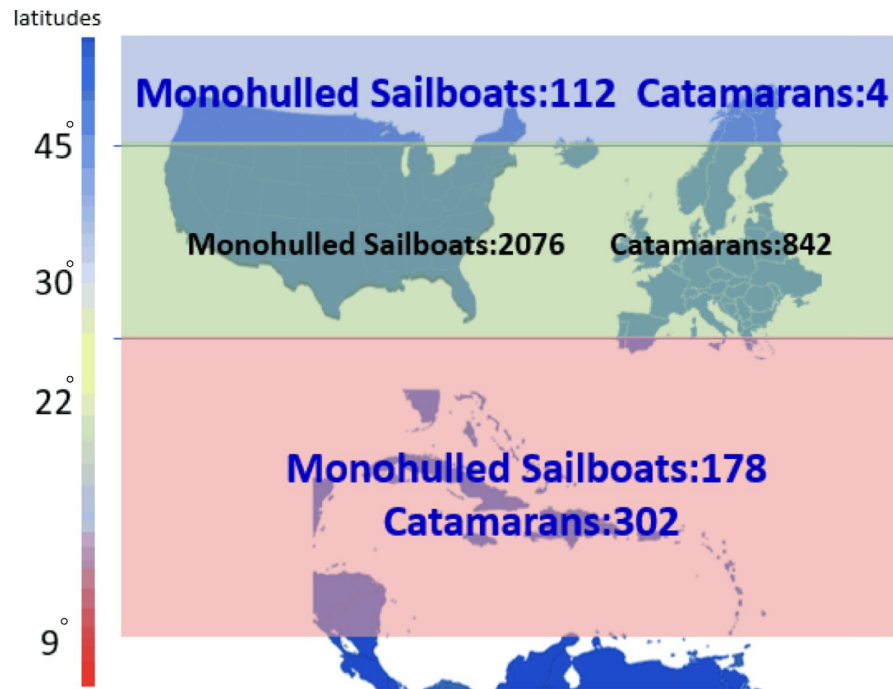 latitudes
Monohulled Sailboats:112 Catamarans:4
45°
Monohulled Sailboats:2076 Catamarans:842
30°
22°
Monohulled Sailboats:178
Catamarans:302
9°